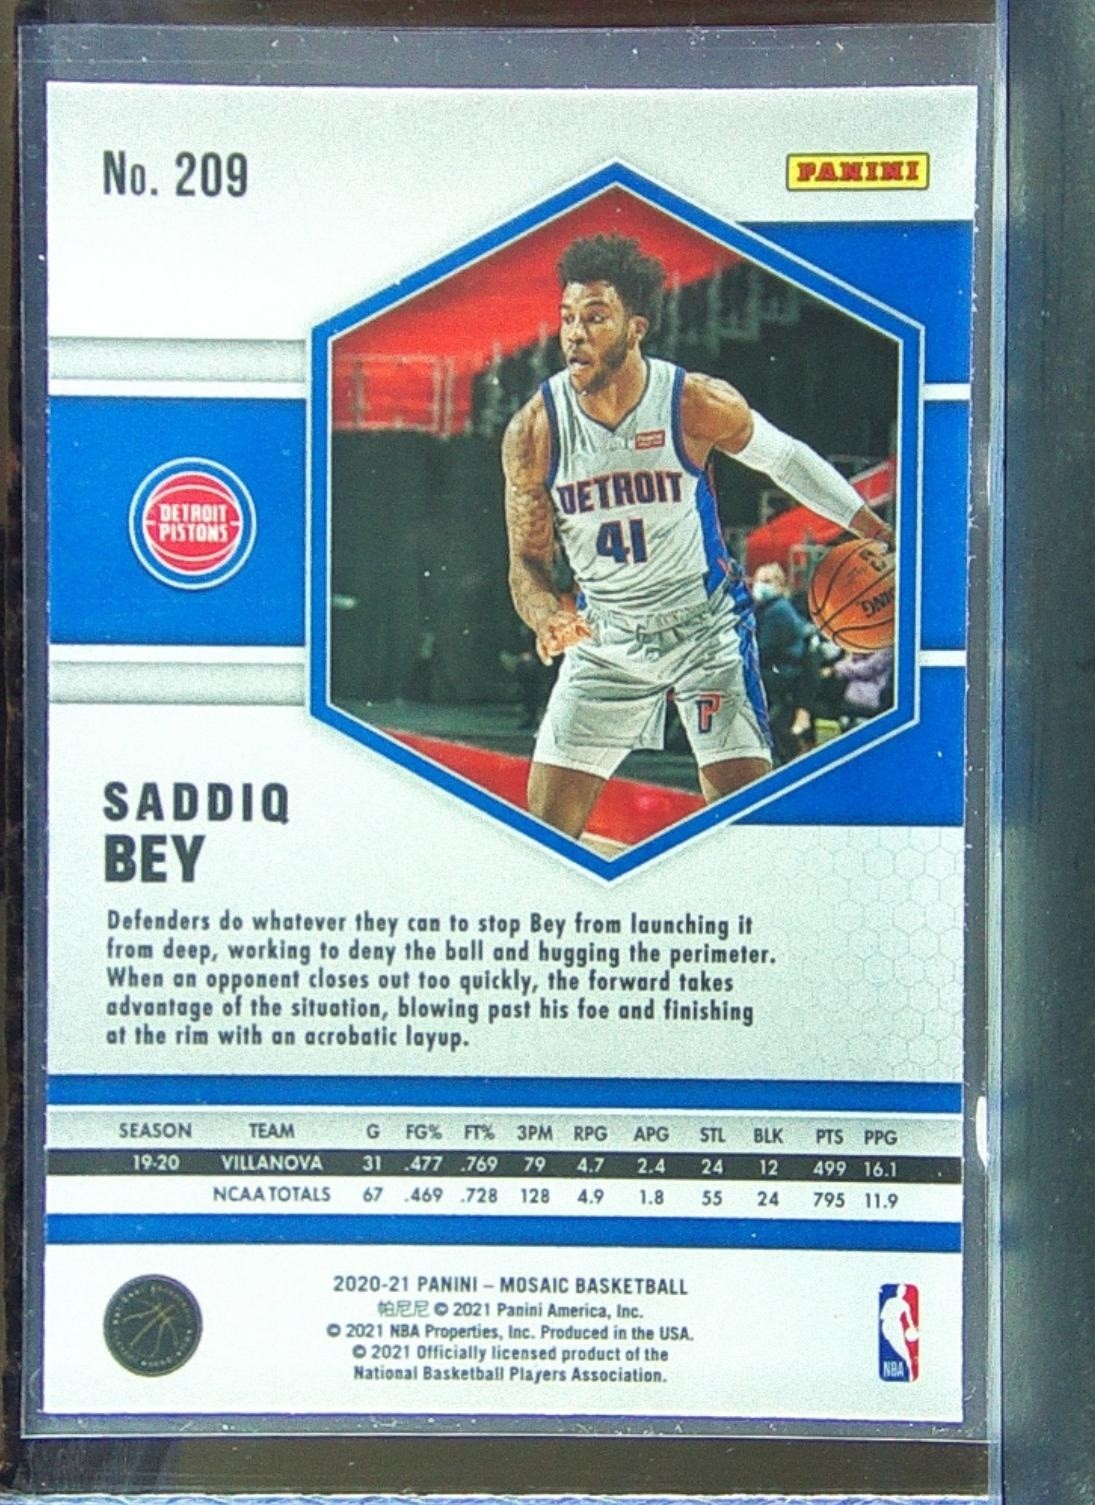 No. 209
PANINI
DETROIT
41
DETROIT
PISTONS
SADDIQ
BEY
Defenders do whatever they can to stop Bey from launching it
from deep, working to deny the ball and hugging the perimeter.
When an opponent closes out too quickly, the forward takes
advantage of the situation, blowing past his foe and finishing
at the rim with an acrobatic layup.
SEASON TEAM G FG% FT% 3PM RPG APG STL BLK PTS PPG
19-20 VILLANOVA 31 .477 .769 79 4.7 2.4 24 12 499 16.1
NCAA TOTALS 67 .469 .728 128 4.9 1.8 55 24 795 11.9
2020-21 PANINI – MOSAIC BASKETBALL
帕尼尼 © 2021 Panini America, Inc.
© 2021 NBA Properties, Inc. Produced in the USA.
© 2021 Officially licensed product of the
National Basketball Players Association.
NBA